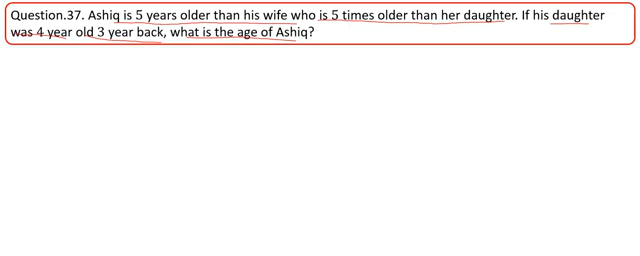 Question.37. Ashiq is 5 years older than his wife who is 5 times older than her daughter. If his daughter
was 4 year old 3 year back, what is the age of Ashiq?